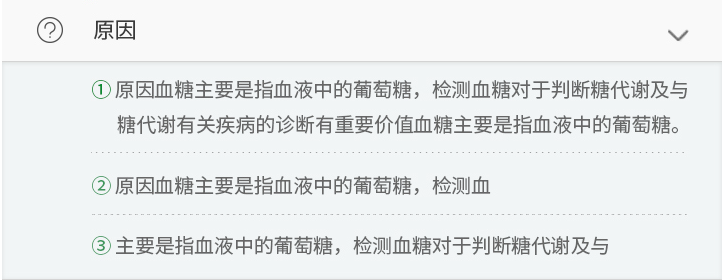 原因
① 原因血糖主要是指血液中的葡萄糖，检测血糖对于判断糖代谢及与
糖代谢有关疾病的诊断有重要价值血糖主要是指血液中的葡萄糖。
② 原因血糖主要是指血液中的葡萄糖，检测血
③ 主要是指血液中的葡萄糖，检测血糖对于判断糖代谢及与